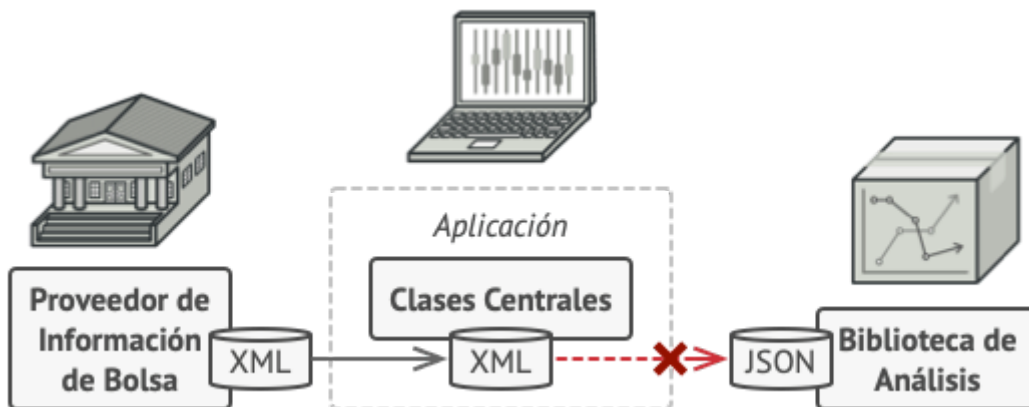 Aplicación
Proveedor de
Información
de Bolsa
XML
Clases Centrales
XML
JSON
Biblioteca de
Análisis